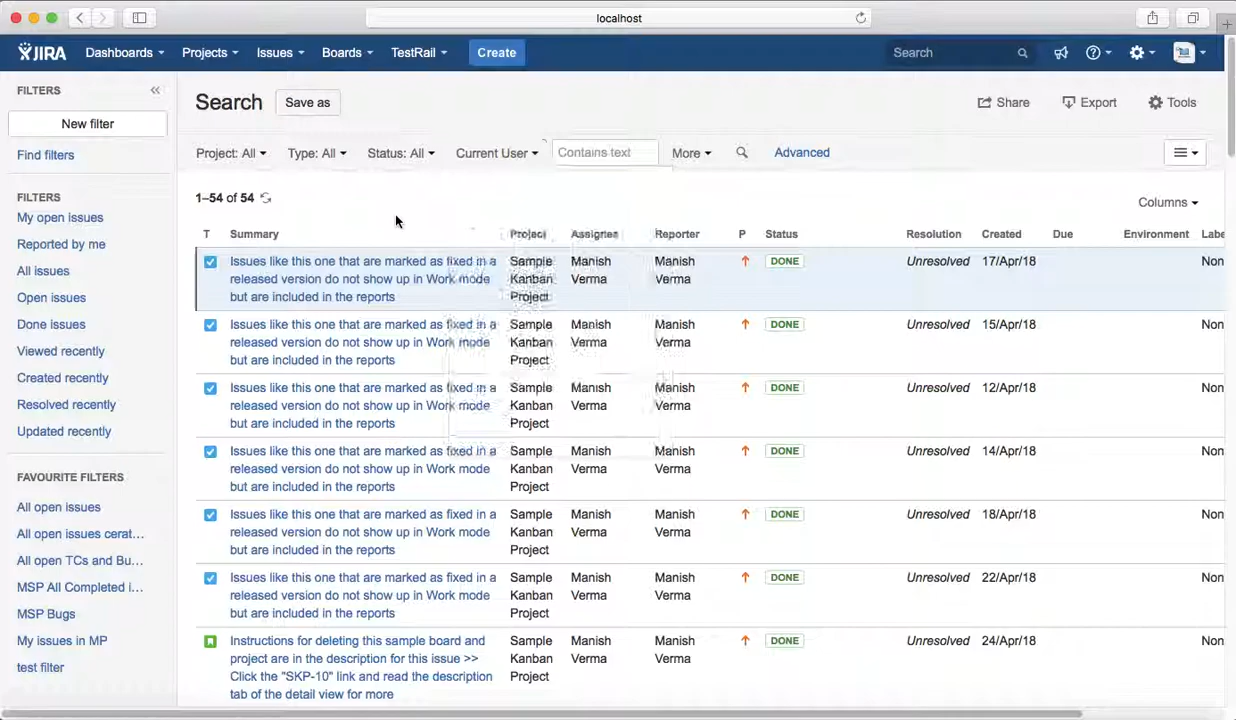 localhost
JIRA Dashboards Projects Issues Boards TestRail Create Search
FILTERS
New filter
Find filters
FILTERS
My open issues
Reported by me
All issues
Open issues
Done issues
Viewed recently
Created recently
Resolved recently
Updated recently
FAVOURITE FILTERS
All open issues
All open issues cerat...
All open TCs and Bu...
MSP All Completed i...
MSP Bugs
My issues in MP
test filter
Search Save as Share Export Tools
Project: All Type: All Status: All Current User Contains text More Advanced
1–54 of 54 Columns
T Summary Project Assignee Reporter P Status Resolution Created Due Environment Labe
Issues like this one that are marked as fixed in a Sample Manish Manish DONE Unresolved 17/Apr/18 Non
released version do not show up in Work mode Kanban Verma Verma
but are included in the reports Project
Issues like this one that are marked as fixed in a Sample Manish Manish DONE Unresolved 15/Apr/18 Non
released version do not show up in Work mode Kanban Verma Verma
but are included in the reports Project
Issues like this one that are marked as fixed in a Sample Manish Manish DONE Unresolved 12/Apr/18 Non
released version do not show up in Work mode Kanban Verma Verma
but are included in the reports Project
Issues like this one that are marked as fixed in a Sample Manish Manish DONE Unresolved 14/Apr/18 Non
released version do not show up in Work mode Kanban Verma Verma
but are included in the reports Project
Issues like this one that are marked as fixed in a Sample Manish Manish DONE Unresolved 18/Apr/18 Non
released version do not show up in Work mode Kanban Verma Verma
but are included in the reports Project
Issues like this one that are marked as fixed in a Sample Manish Manish DONE Unresolved 22/Apr/18 Non
released version do not show up in Work mode Kanban Verma Verma
but are included in the reports Project
Instructions for deleting this sample board and Sample Manish Manish DONE Unresolved 24/Apr/18 Non
project are in the description for this issue >> Kanban Verma Verma
Click the "SKP-10" link and read the description Project
tab of the detail view for more